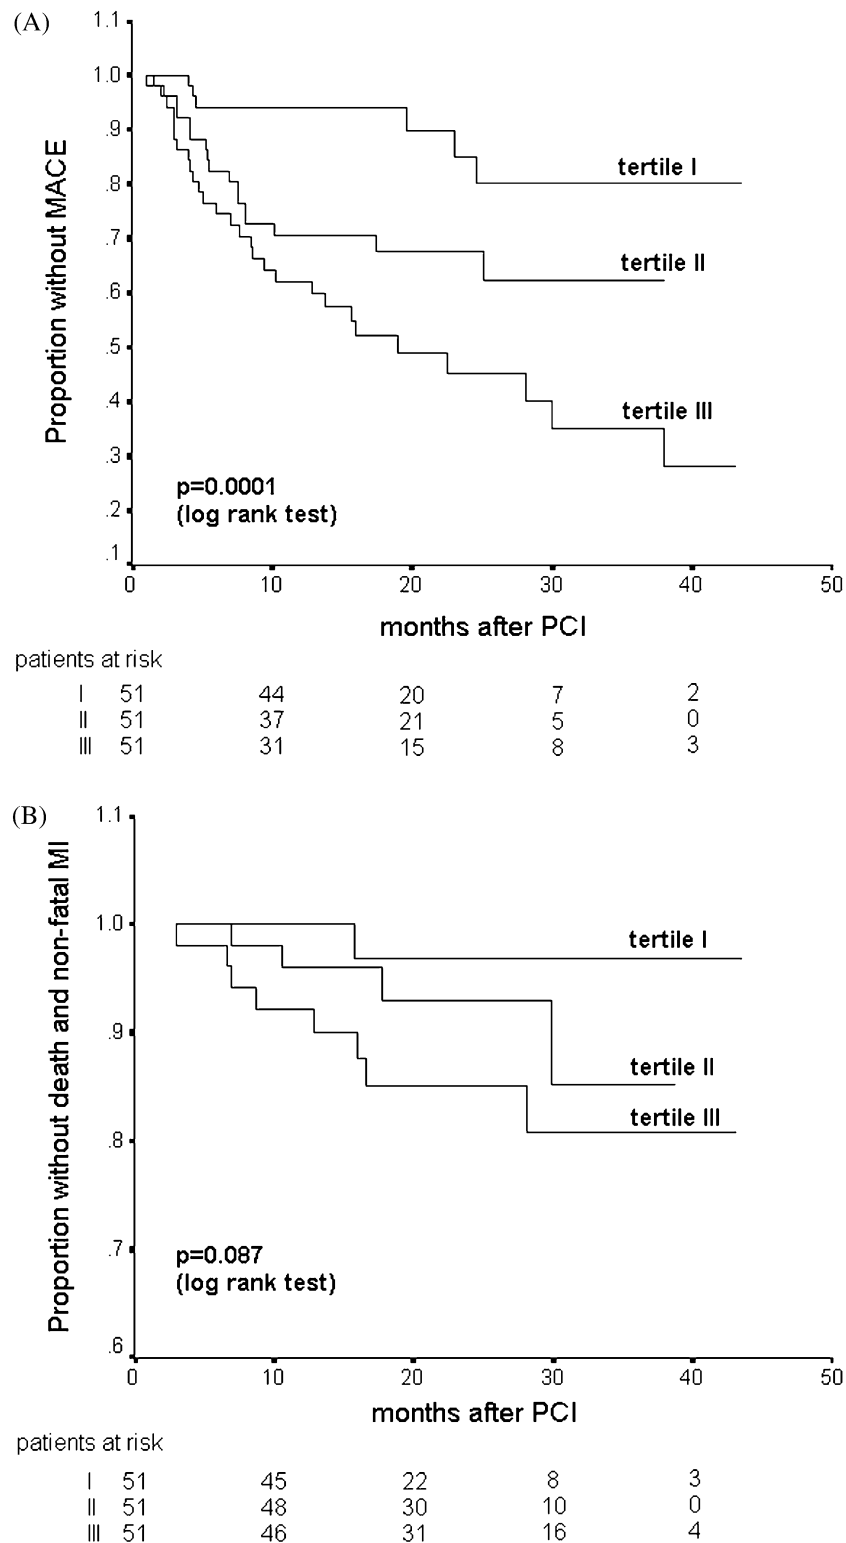 (A)
1.1
1.0
.9
.8
.7
.6
.5
.4
.3
.2
.1
Proportion without MACE
tertile I
tertile II
tertile III
p=0.0001
(log rank test)
0 10 20 30 40 50
months after PCI
patients at risk
I 51 44 20 7 2
II 51 37 21 5 0
III 51 31 15 8 3
(B)
1.1
1.0
.9
.8
.7
.6
Proportion without death and non-fatal MI
tertile I
tertile II
tertile III
p=0.087
(log rank test)
0 10 20 30 40 50
months after PCI
patients at risk
I 51 45 22 8 3
II 51 48 30 10 0
III 51 46 31 16 4